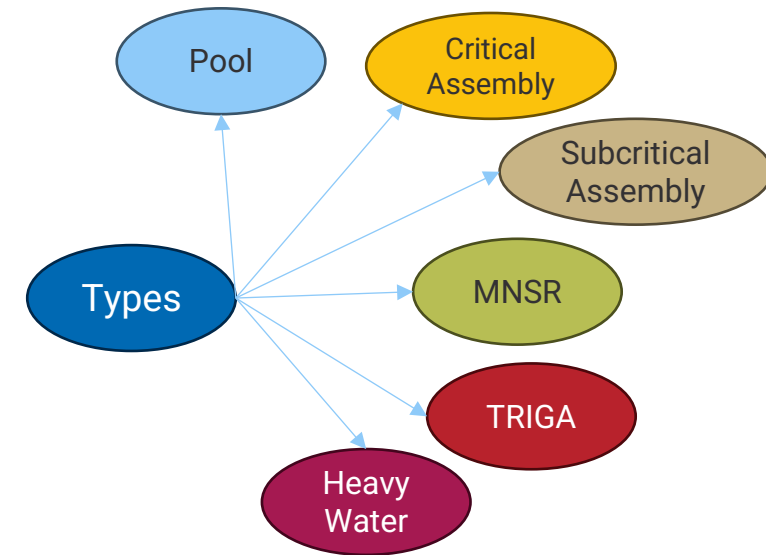 Pool
Critical
Assembly
Subcritical
Assembly
Types
MNSR
TRIGA
Heavy
Water